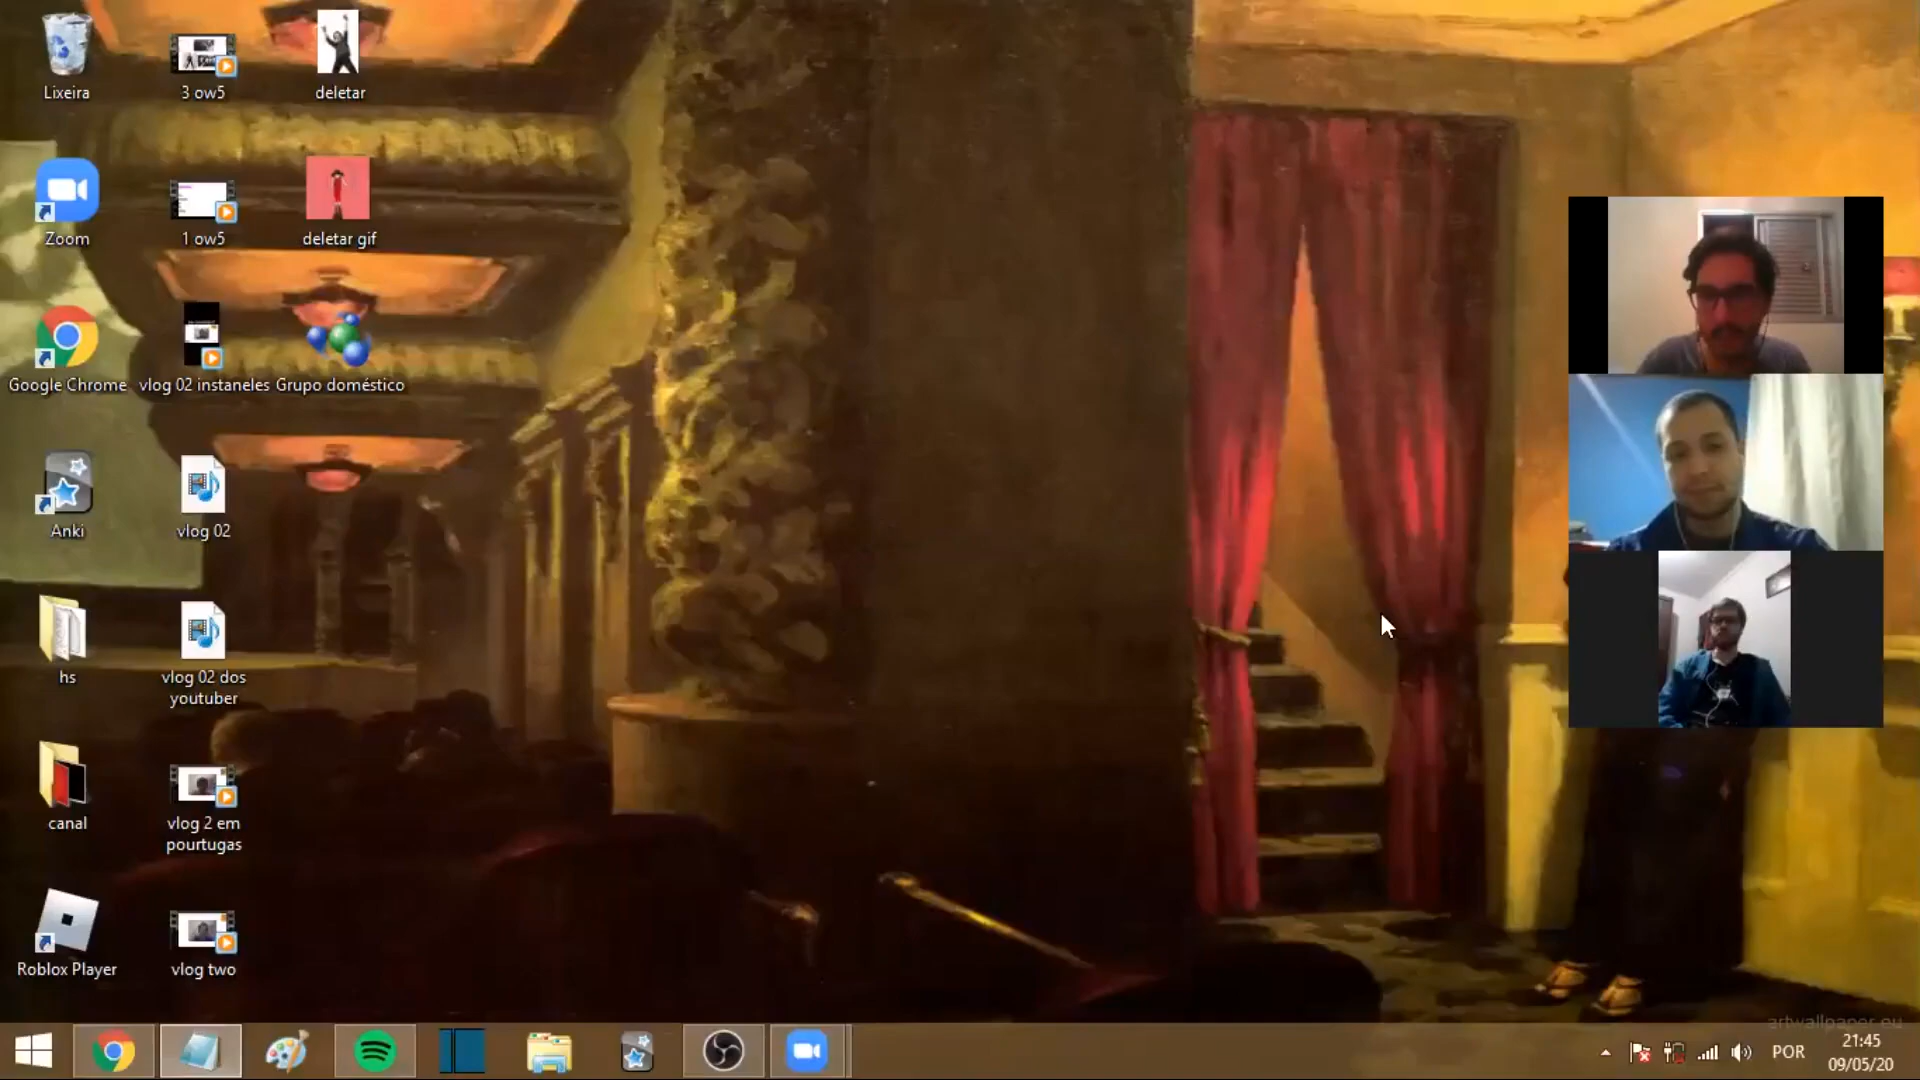 Lixeira
3 ow5
deletar
Zoom
1 ow5
deletar gif
Google Chrome
vlog 02 instaneles
Grupo doméstico
Anki
vlog 02
hs
vlog 02 dos
youtuber
canal
vlog 2 em
pourtugas
Roblox Player
vlog two
artwallpaper.eu
POR
21:45
09/05/20